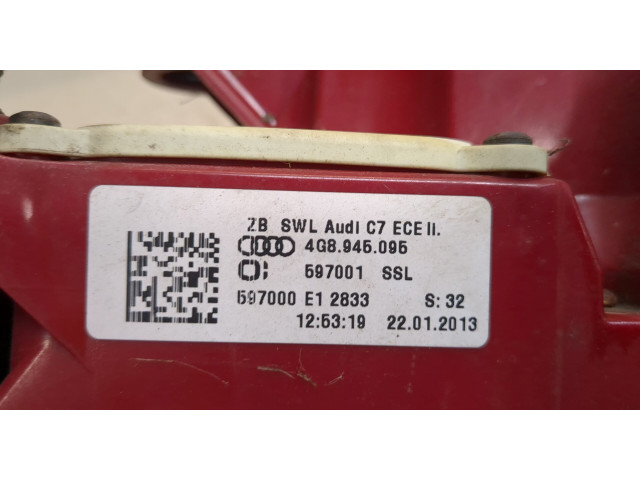 ZB SWL Audi C7 ECE II.
4G8.945.095
597001 SSL
597000 E1 2833 S: 32
12:53:19 22.01.2013